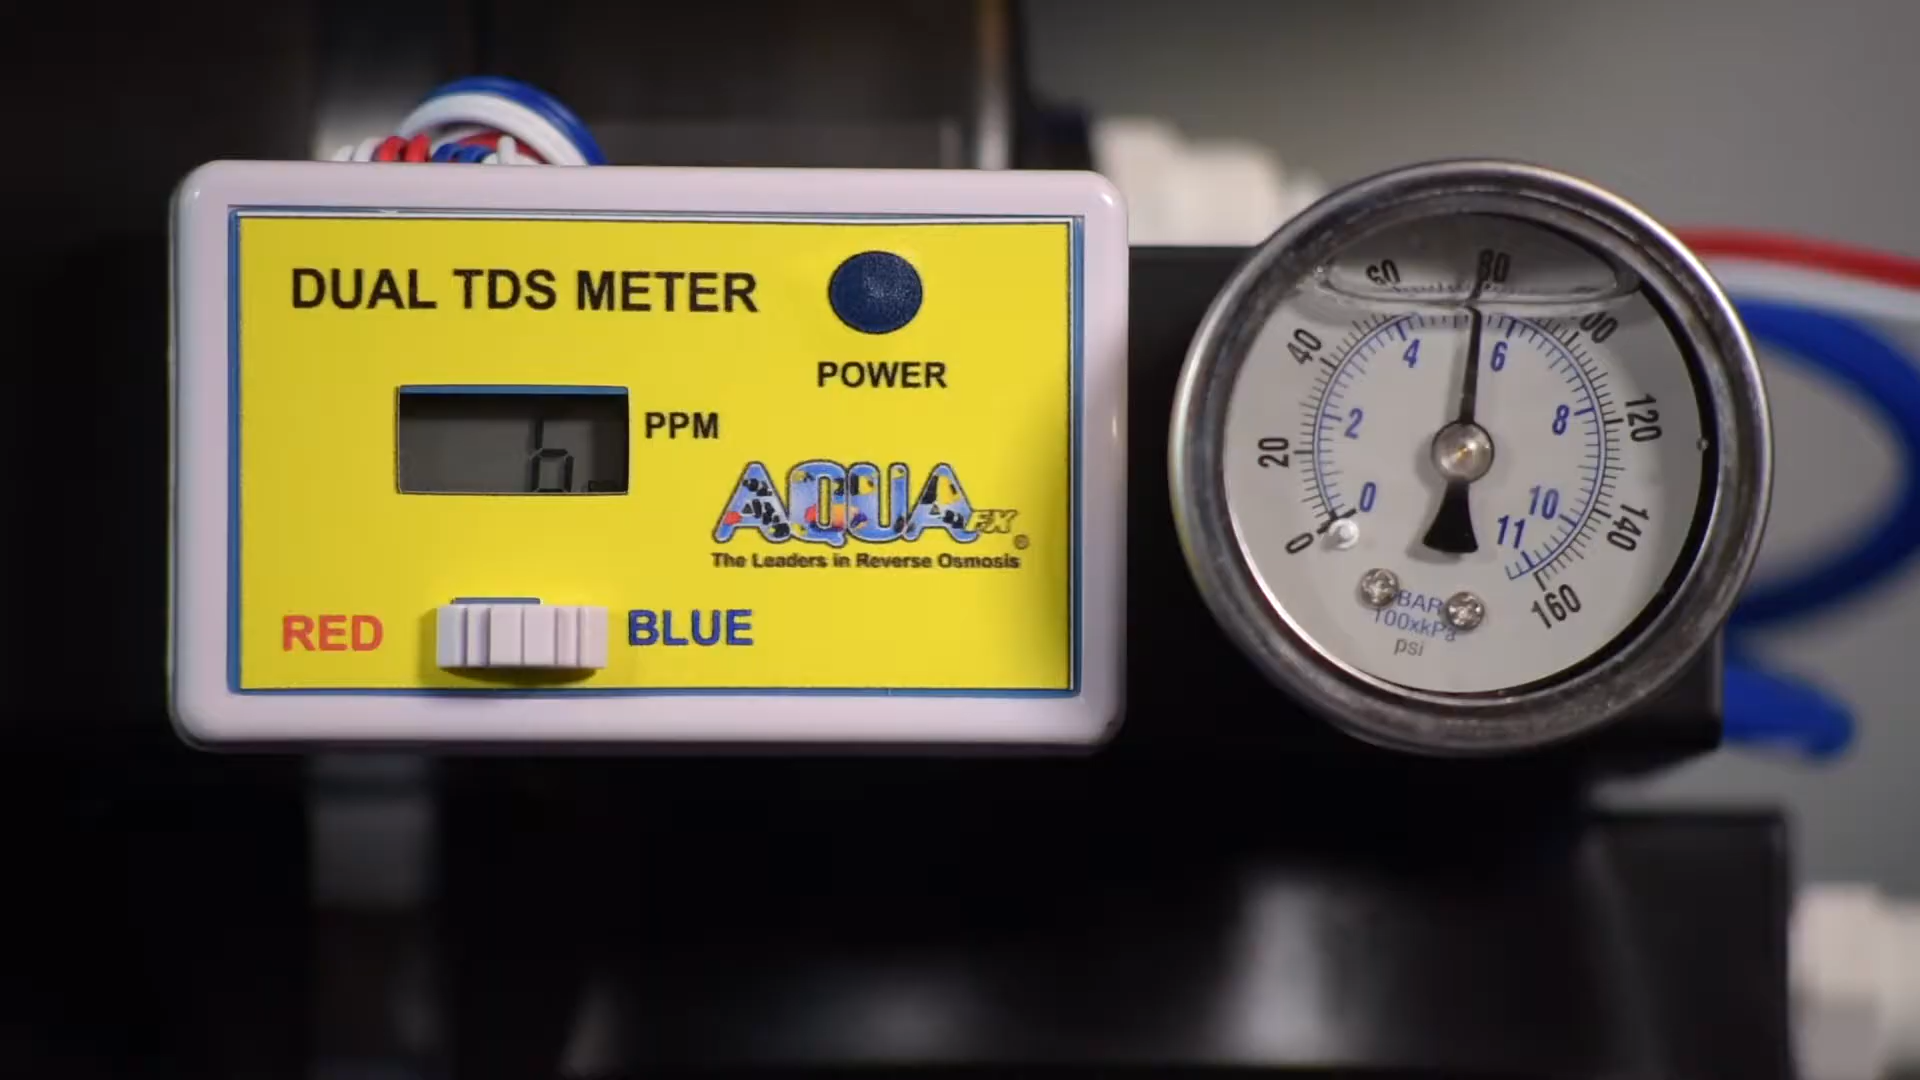 DUAL TDS METER
POWER
6
PPM
AQUA FX ®
The Leaders in Reverse Osmosis
RED
BLUE
0
20
40
60
80
100
120
140
160
0
2
4
6
8
10
11
BAR
100xkPa
psi